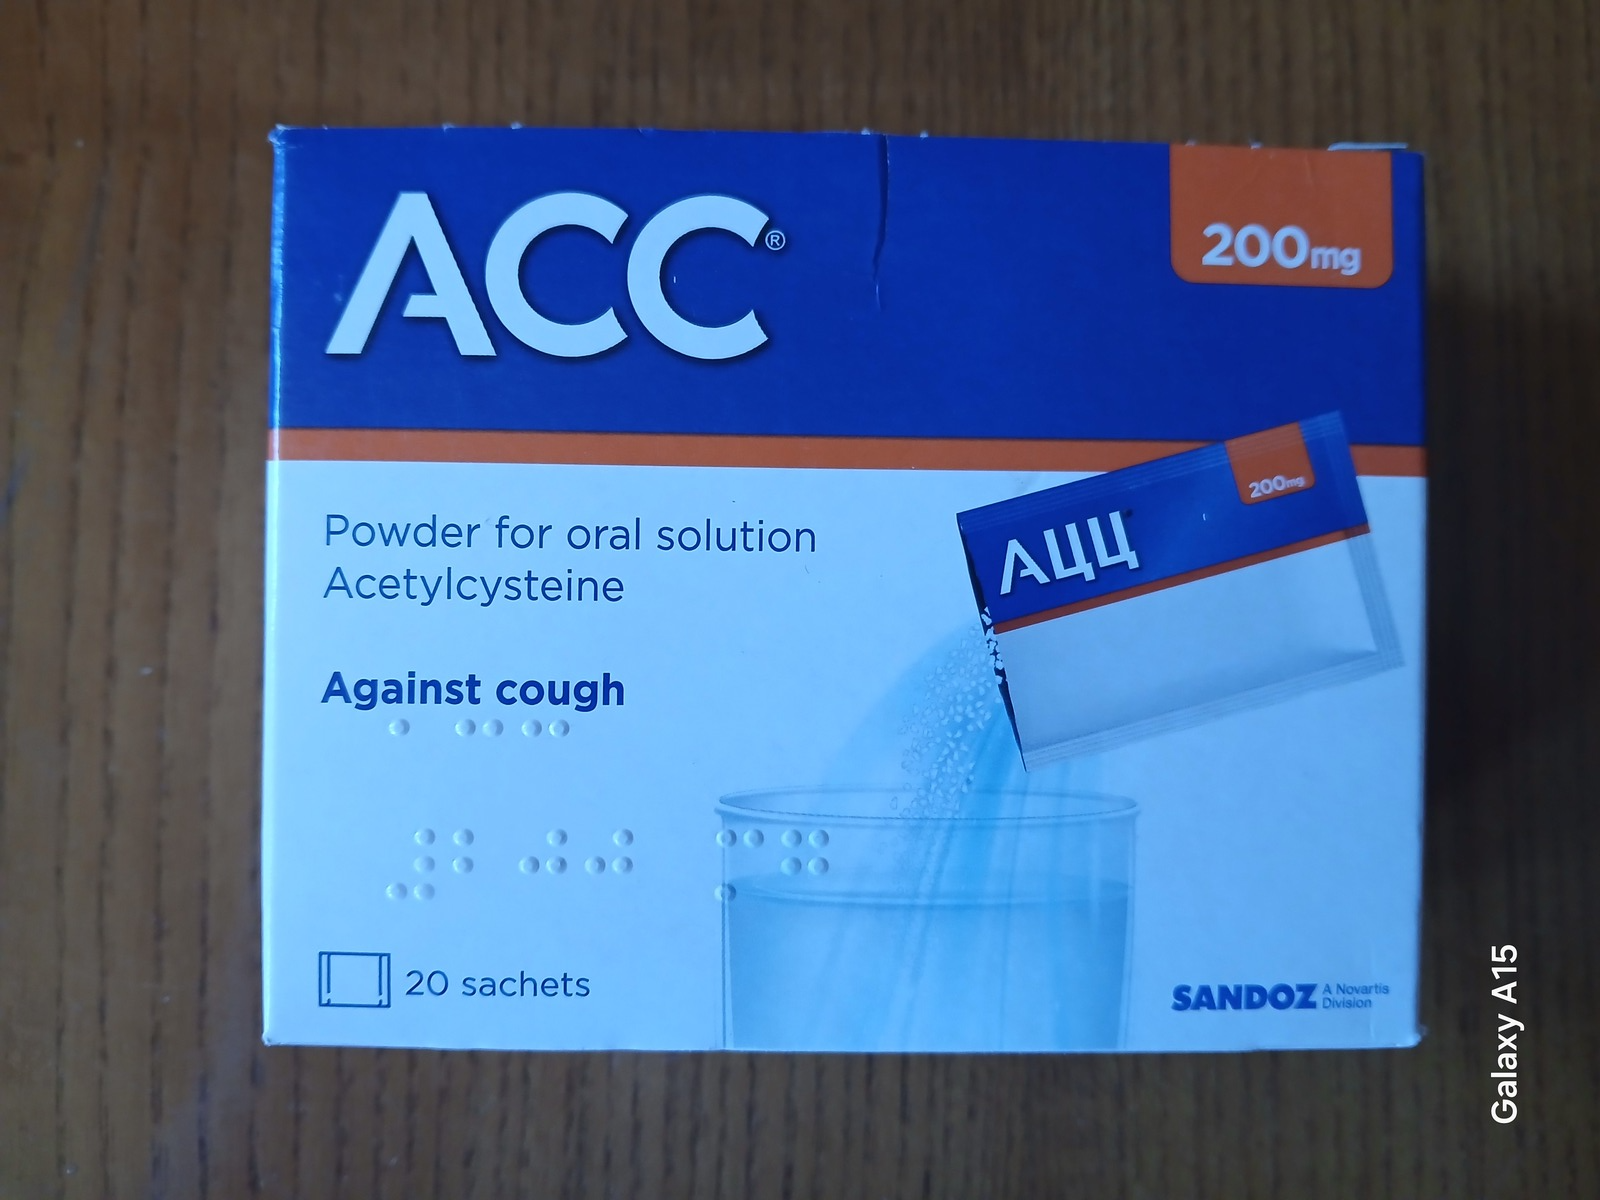 ACC®
200mg
Powder for oral solution
Acetylcysteine
Against cough
АЦЦ
200mg
20 sachets
SANDOZ A Novartis
Division
Galaxy A15